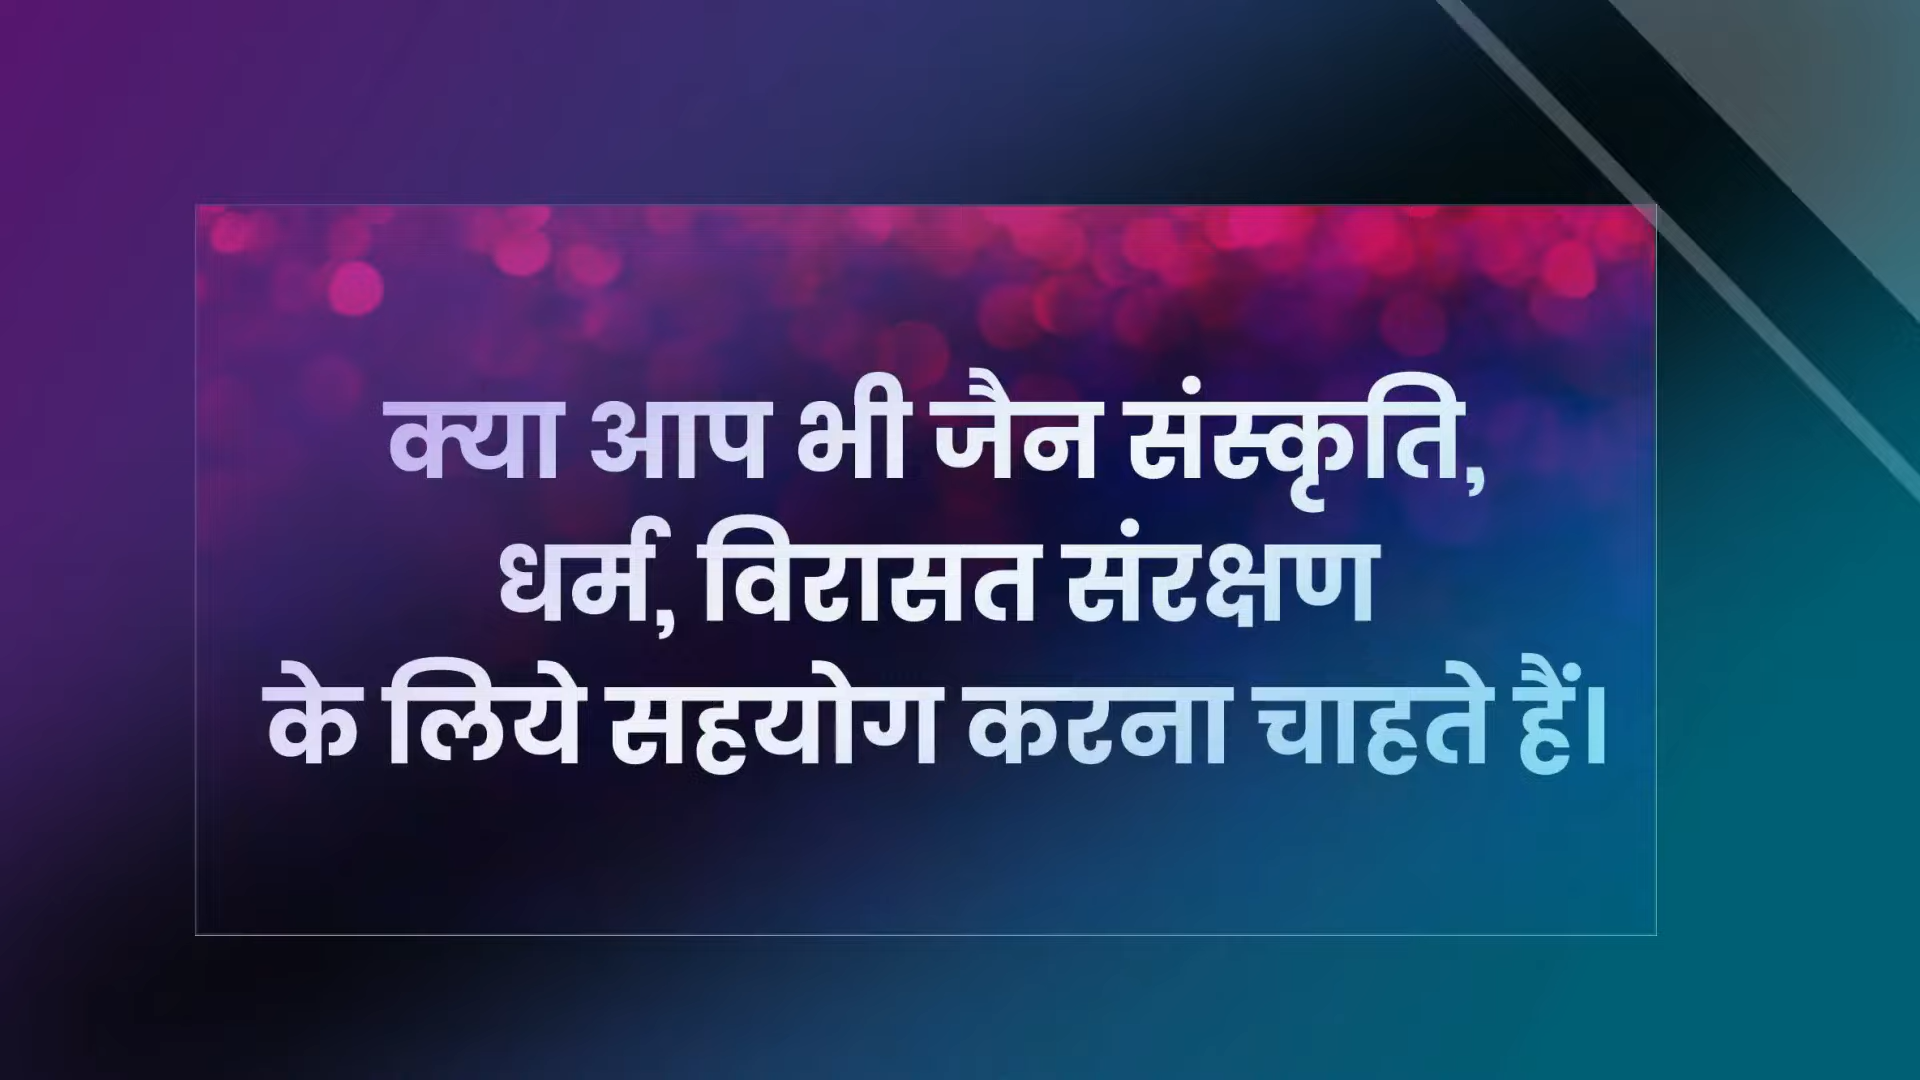 क्या आप भी जैन संस्कृति,
धर्म, विरासत संरक्षण
के लिये सहयोग करना चाहते हैं।